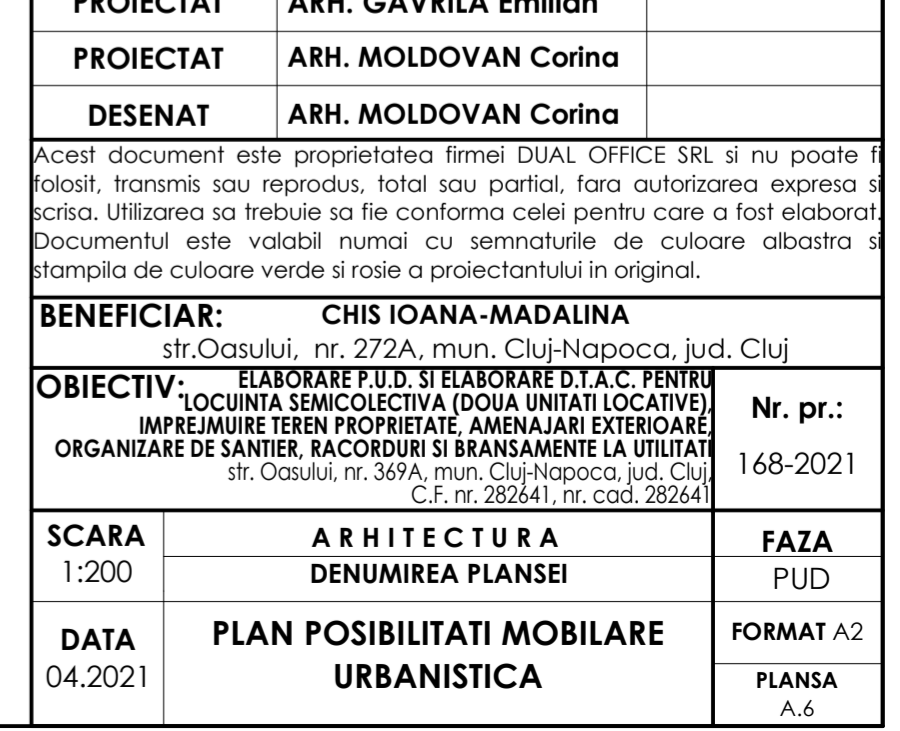 PROIECTAT ARH. GAVRILA Emilian
PROIECTAT ARH. MOLDOVAN Corina
DESENAT ARH. MOLDOVAN Corina
Acest document este proprietatea firmei DUAL OFFICE SRL si nu poate fi
folosit, transmis sau reprodus, total sau partial, fara autorizarea expresa si
scrisa. Utilizarea sa trebuie sa fie conforma celei pentru care a fost elaborat.
Documentul este valabil numai cu semnaturile de culoare albastra si
stampila de culoare verde si rosie a proiectantului in original.
BENEFICIAR: CHIS IOANA-MADALINA
str.Oasului, nr. 272A, mun. Cluj-Napoca, jud. Cluj
OBIECTIV: ELABORARE P.U.D. SI ELABORARE D.T.A.C. PENTRU
LOCUINTA SEMICOLECTIVA (DOUA UNITATI LOCATIVE),
IMPREJMUIRE TEREN PROPRIETATE, AMENAJARI EXTERIOARE,
ORGANIZARE DE SANTIER, RACORDURI SI BRANSAMENTE LA UTILITATI
str. Oasului, nr. 369A, mun. Cluj-Napoca, jud. Cluj,
C.F. nr. 282641, nr. cad. 282641
Nr. pr.:
168-2021
SCARA
1:200
ARHITECTURA
DENUMIREA PLANSEI
FAZA
PUD
DATA
04.2021
PLAN POSIBILITATI MOBILARE
URBANISTICA
FORMAT A2
PLANSA
A.6